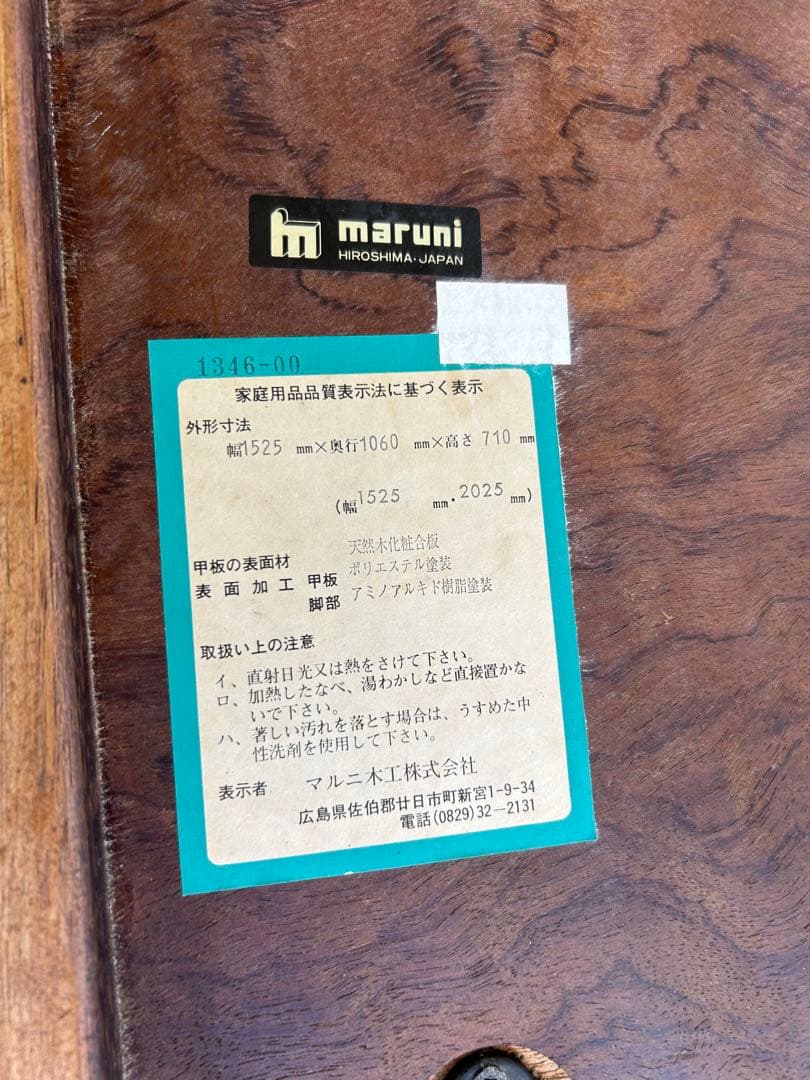 maruni
HIROSHIMA·JAPAN
1346-00
家庭用品品質表示法に基づく表示
外形寸法
幅1525 mm×奥行1060 mm×高さ 710 mm
(幅1525 mm·2025 mm)
甲板の表面材 天然木化粧合板
表面加工 甲板 ポリエステル塗装
脚部 アミノアルキド樹脂塗装
取扱い上の注意
イ、直射日光又は熱をさけて下さい。
ロ、加熱したなべ、湯わかしなど直接置かな
いで下さい。
ハ、著しい汚れを落とす場合は、うすめた中
性洗剤を使用して下さい。
表示者 マルニ木工株式会社
広島県佐伯郡廿日市町新宮1-9-34
電話(0829)32—2131